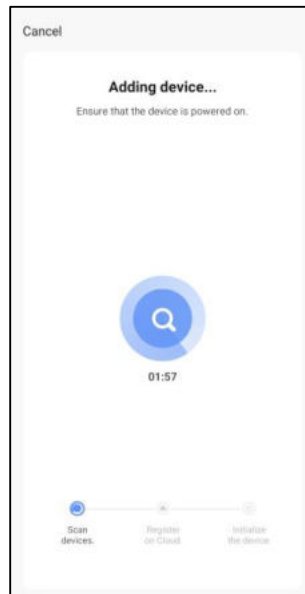 Cancel
Adding device...
Ensure that the device is powered on.
01:57
Scan
devices.
Register
on Cloud
Initialize
the device